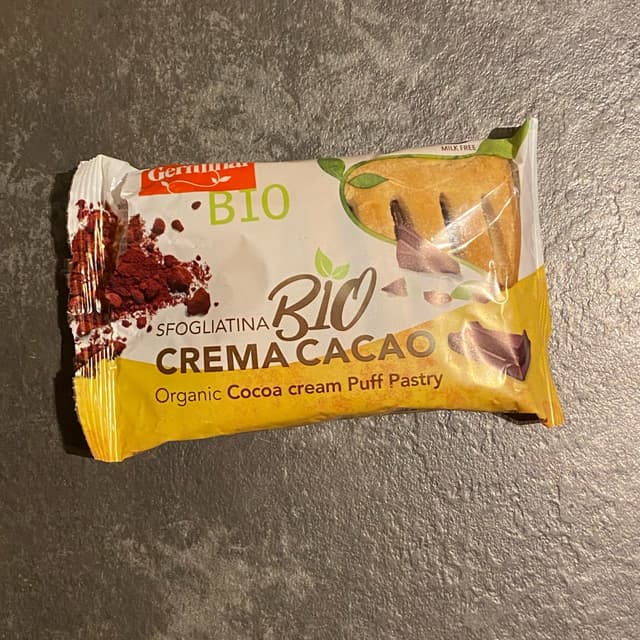 Germinal
BIO
MILK FREE
SFOGLIATINA BIO
CREMA CACAO
Organic Cocoa cream Puff Pastry